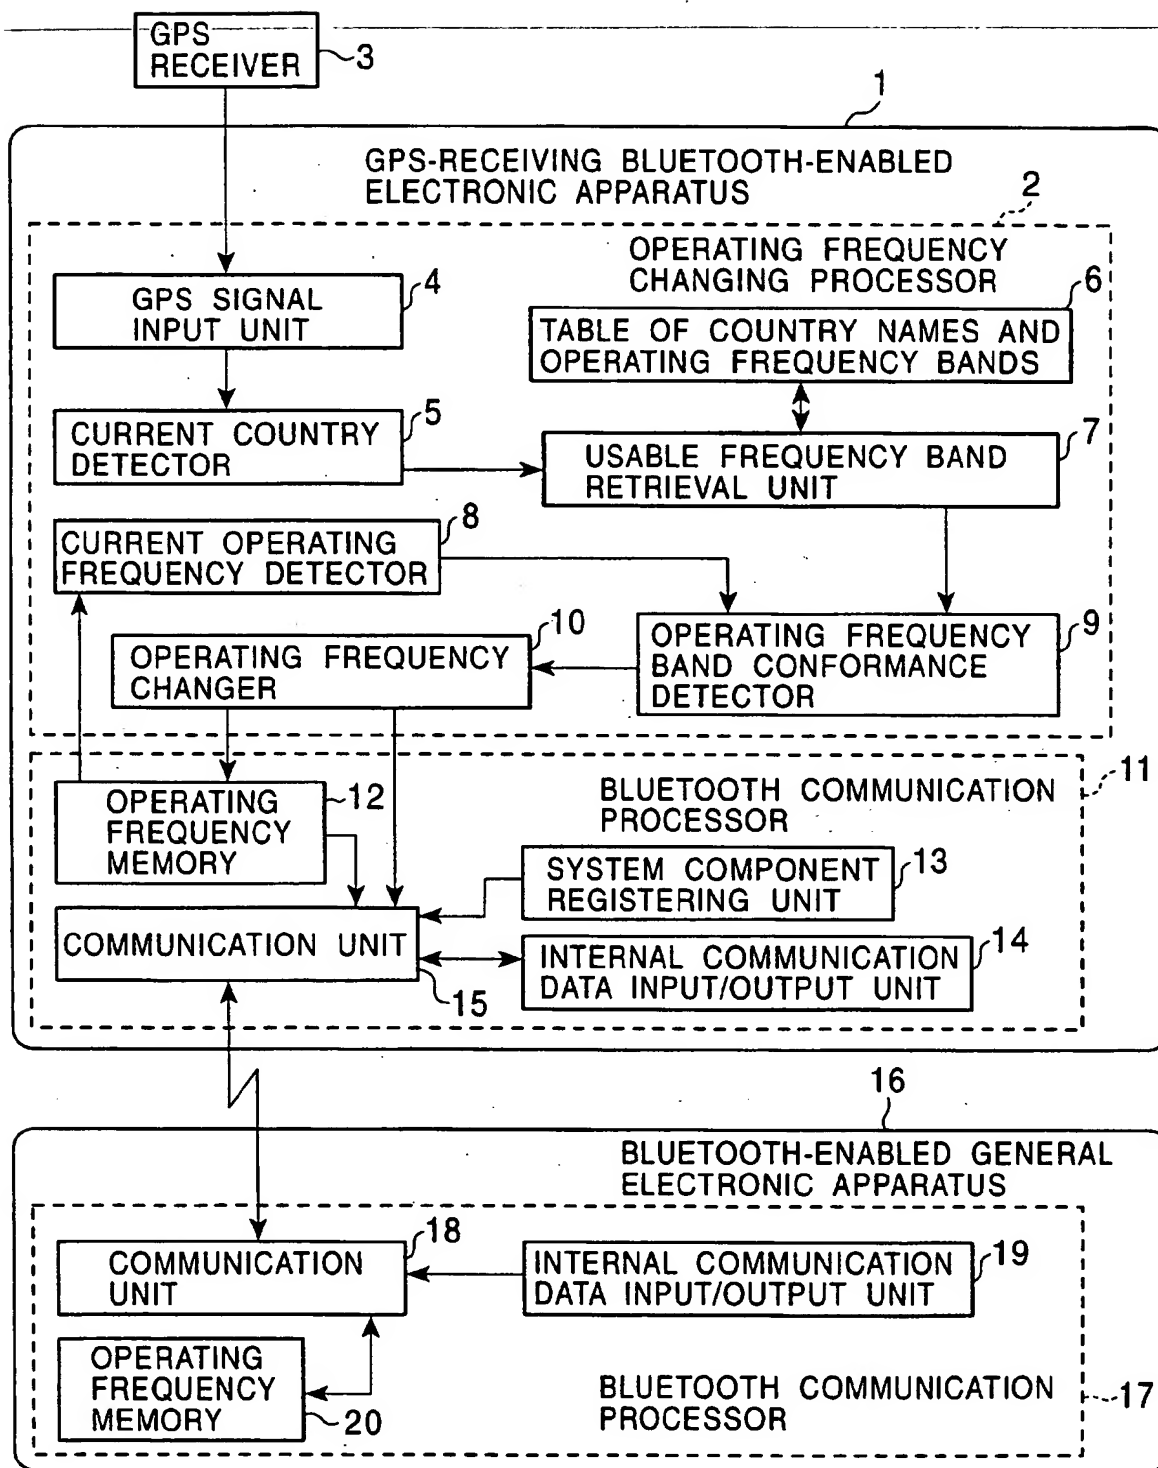 GPS
RECEIVER
3
1
GPS-RECEIVING BLUETOOTH-ENABLED
ELECTRONIC APPARATUS
2
OPERATING FREQUENCY
CHANGING PROCESSOR
GPS SIGNAL
INPUT UNIT
4
6
TABLE OF COUNTRY NAMES AND
OPERATING FREQUENCY BANDS
CURRENT COUNTRY
DETECTOR
5
USABLE FREQUENCY BAND
RETRIEVAL UNIT
7
CURRENT OPERATING
FREQUENCY DETECTOR
8
OPERATING FREQUENCY
CHANGER
10
OPERATING FREQUENCY
BAND CONFORMANCE
DETECTOR
9
11
BLUETOOTH COMMUNICATION
PROCESSOR
OPERATING
FREQUENCY
MEMORY
12
SYSTEM COMPONENT
REGISTERING UNIT
13
COMMUNICATION UNIT
15
INTERNAL COMMUNICATION
DATA INPUT/OUTPUT UNIT
14
16
BLUETOOTH-ENABLED GENERAL
ELECTRONIC APPARATUS
COMMUNICATION
UNIT
18
INTERNAL COMMUNICATION
DATA INPUT/OUTPUT UNIT
19
OPERATING
FREQUENCY
MEMORY
20
BLUETOOTH COMMUNICATION
PROCESSOR
17